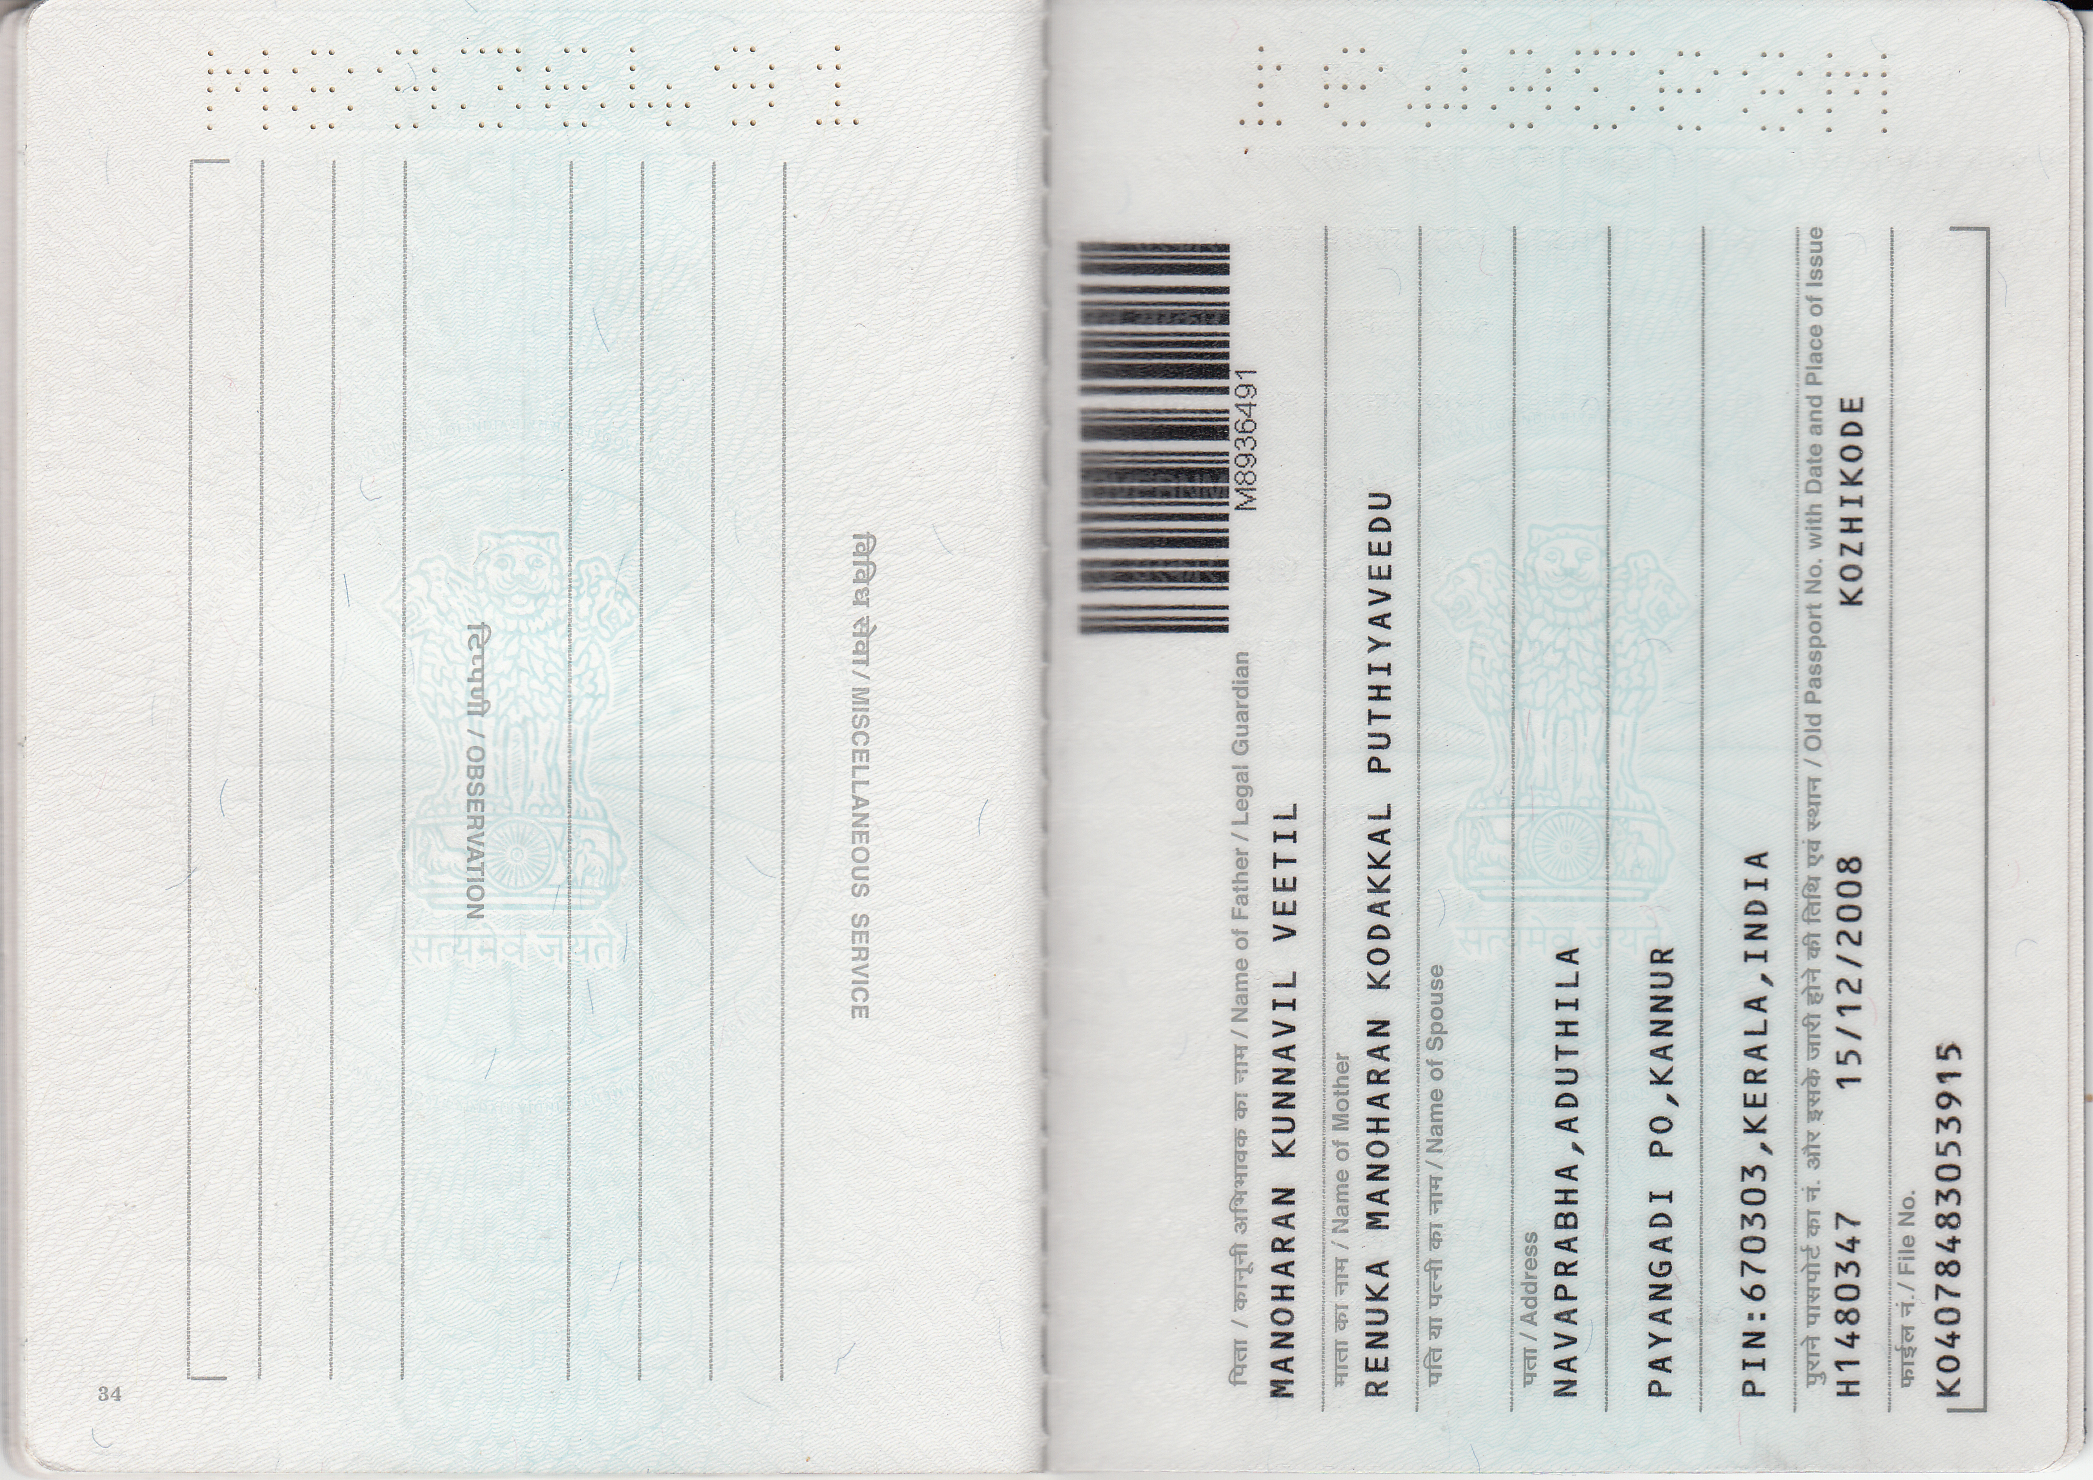 M8936491
34
टिप्पणी / OBSERVATION
विविध सेवा / MISCELLANEOUS SERVICE
M8936491
M8936491
पिता / कानूनी अभिभावक का नाम / Name of Father / Legal Guardian
MANOHARAN KUNNAVIL VEETIL
माता का नाम / Name of Mother
RENUKA MANOHARAN KODAKKAL PUTHIYAVEEDU
पति या पत्नी का नाम / Name of Spouse
पता / Address
NAVAPRABHA,ADUTHILA
PAYANGADI PO,KANNUR
PIN:670303,KERALA,INDIA
पुराने पासपोर्ट का नं. और इसके जारी होने की तिथि एवं स्थान / Old Passport No. with Date and Place of Issue
H1480347 15/12/2008 KOZHIKODE
फाईल नं./ File No.
K04078483053915
सत्यमेव जयते
सत्यमेव जयते